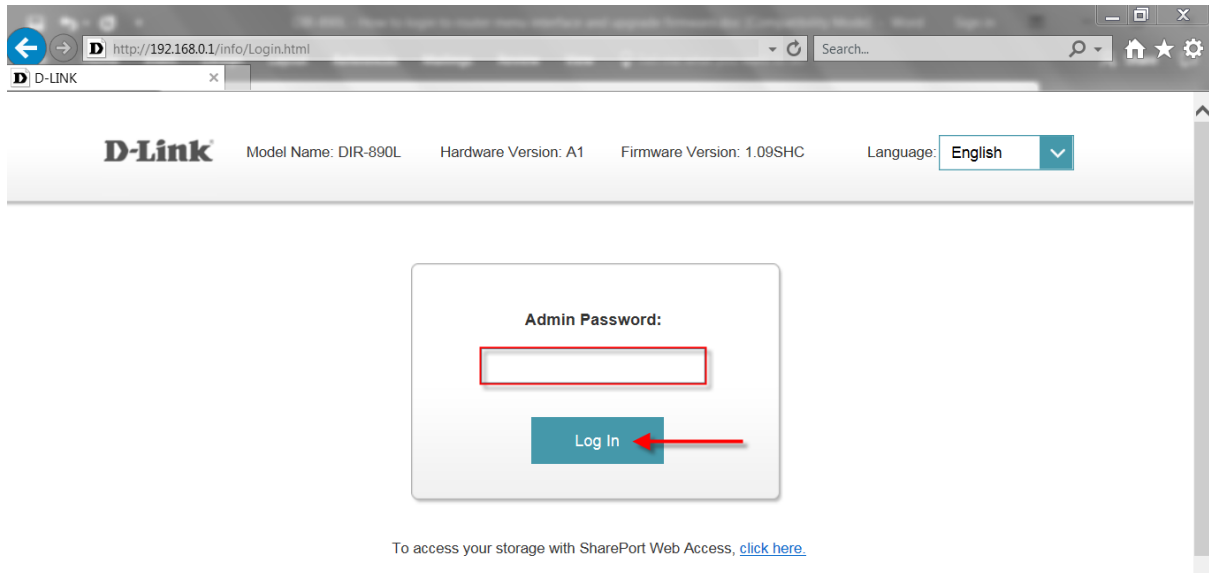 http://192.168.0.1/info/Login.html
Search...
D-LINK
D-Link Model Name: DIR-890L Hardware Version: A1 Firmware Version: 1.09SHC Language: English
Admin Password:
Log In
To access your storage with SharePort Web Access, click here.